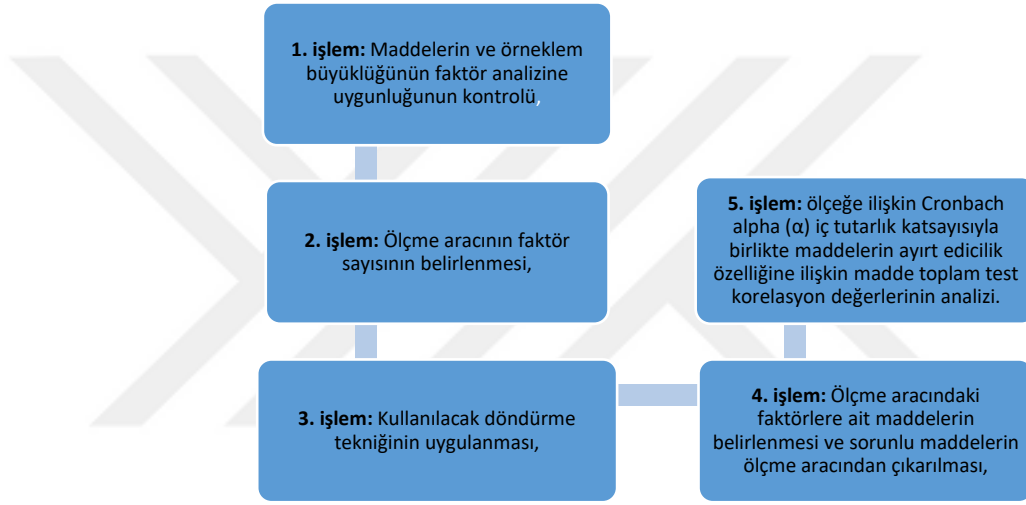 1. işlem: Maddelerin ve örneklem
büyüklüğünün faktör analizine
uygunluğunun kontrolü,
2. işlem: Ölçme aracının faktör
sayısının belirlenmesi,
3. işlem: Kullanılacak döndürme
tekniğinin uygulanması,
4. işlem: Ölçme aracındaki
faktörlere ait maddelerin
belirlenmesi ve sorunlu maddelerin
ölçme aracından çıkarılması,
5. işlem: ölçeğe ilişkin Cronbach
alpha (α) iç tutarlık katsayısıyla
birlikte maddelerin ayırt edicilik
özelliğine ilişkin madde toplam test
korelasyon değerlerinin analizi.